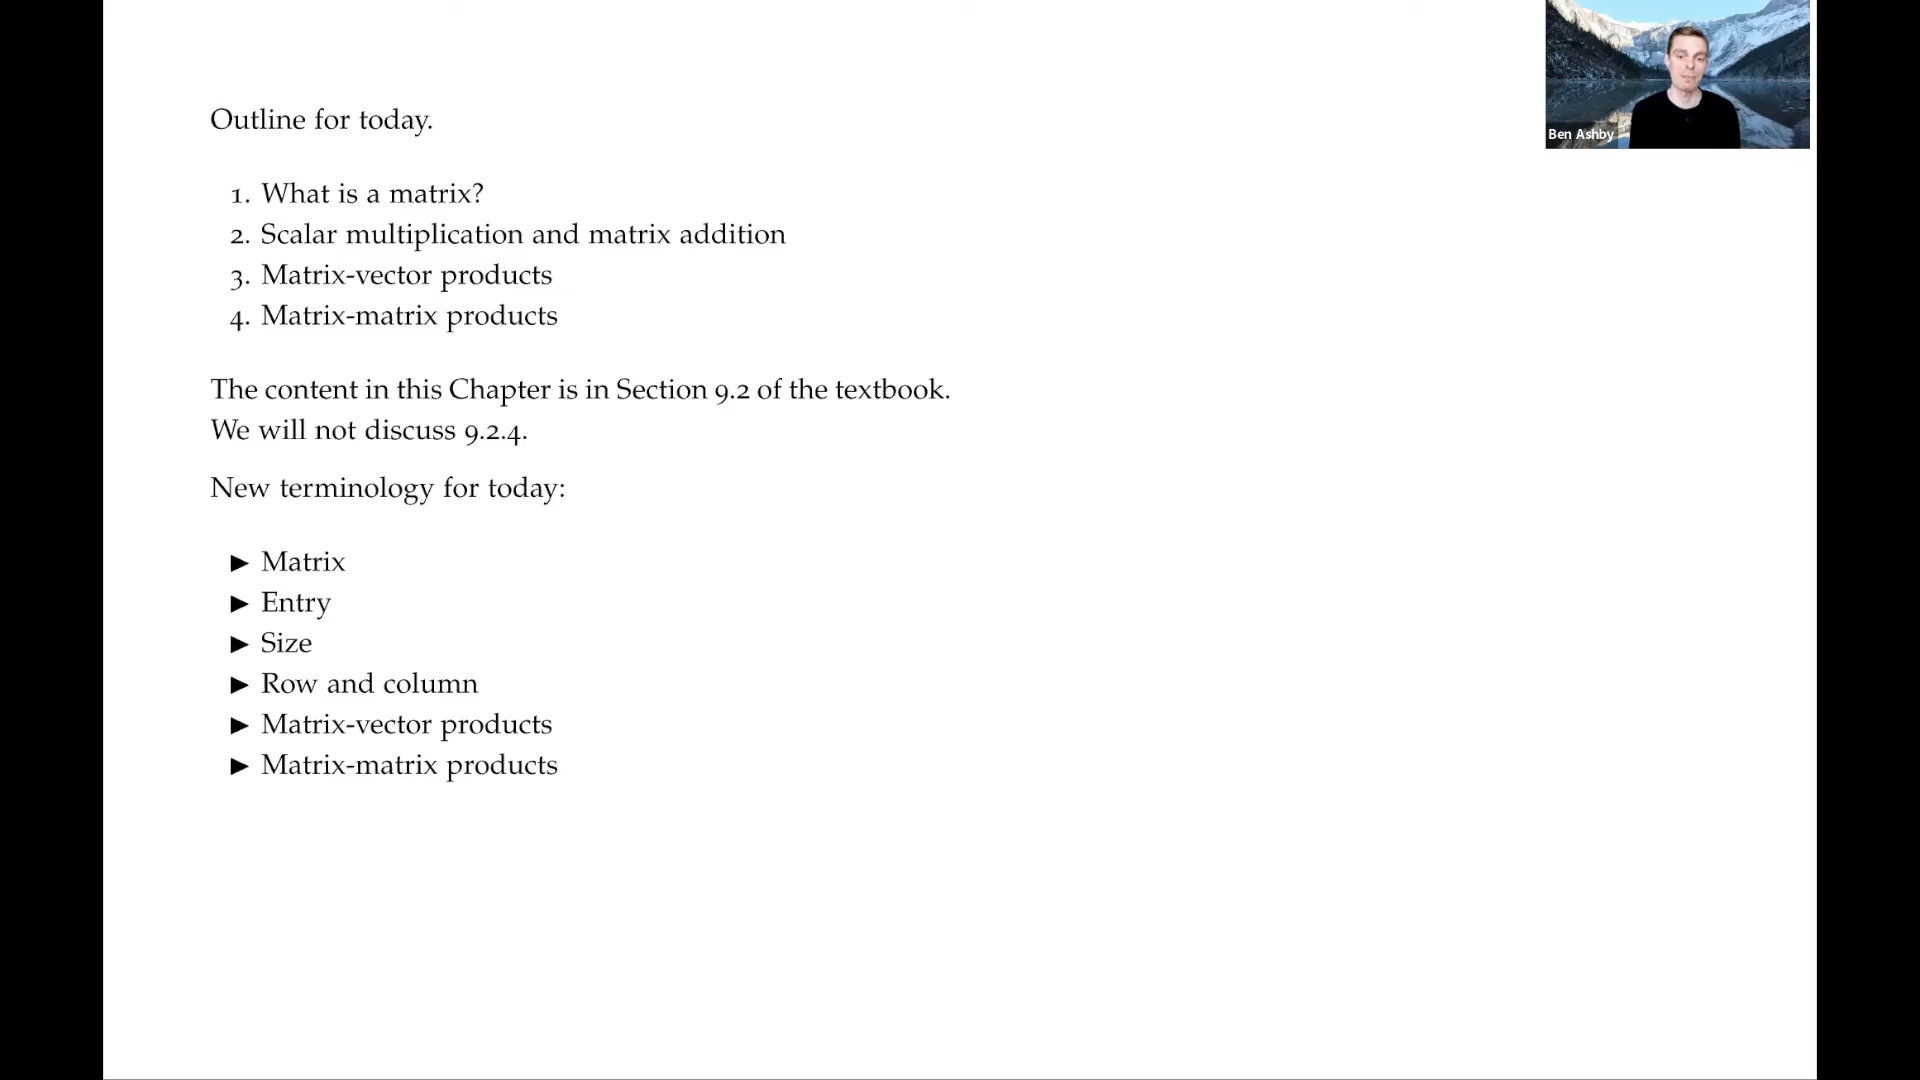 Outline for today.
1. What is a matrix?
2. Scalar multiplication and matrix addition
3. Matrix-vector products
4. Matrix-matrix products
The content in this Chapter is in Section 9.2 of the textbook.
We will not discuss 9.2.4.
New terminology for today:
▶ Matrix
▶ Entry
▶ Size
▶ Row and column
▶ Matrix-vector products
▶ Matrix-matrix products
Ben Ashby